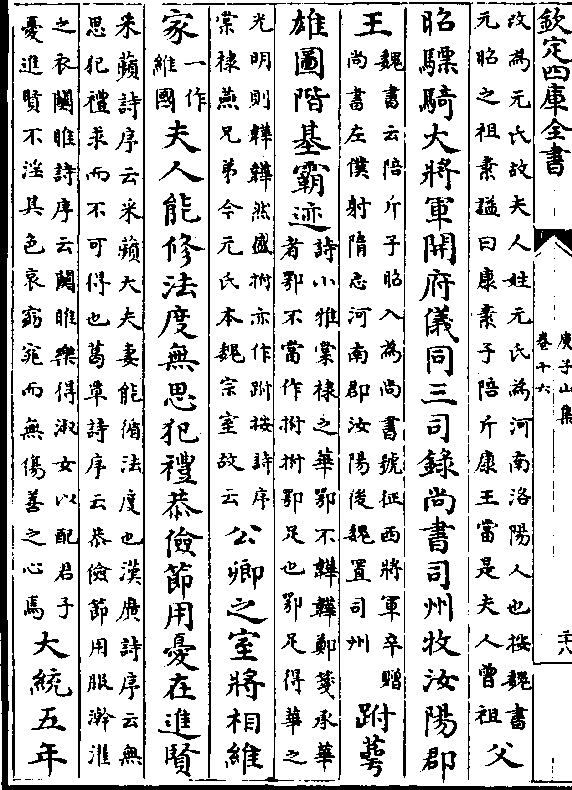 欽定四庫全書
庾子山集
卷十六
改為元氏故夫人姓元氏為河南洛陽人也按魏書
元昭之祖素諡曰康素子陪斤康王當是夫人曾祖
父
昭驃騎大將軍開府儀同三司錄尚書司州牧汝陽郡
王
魏書云陪斤子昭入為尚書號征西將軍卒贈
尚書左僕射隋志河南郡汝陽後魏置司州
跗萼
雄圖階基霸迹
詩小雅棠棣之華鄂不韡韡鄭箋承華
者鄂不當作拊拊鄂足也鄂足得華之
光明則韡韡然盛拊亦作跗按詩序
棠棣燕兄弟今元氏本魏宗室故云
公卿之室將相維
家
一作
維國
夫人能修法度無思犯禮恭儉節用憂在進賢
采蘋詩序云采蘋大夫妻能循法度也漢廣詩序云無
思犯禮求而不可得也葛覃詩序云恭儉節用服澣濯
之衣關雎詩序云關雎樂得淑女以配君子
憂進賢不淫其色哀窈窕而無傷善之心焉
大統五年